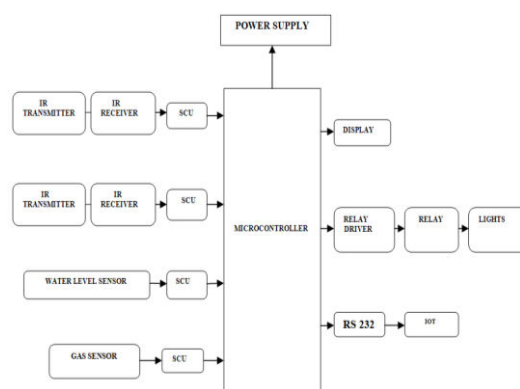 POWER SUPPLY
IR
TRANSMITTER
IR
RECEIVER
SCU
DISPLAY
IR
TRANSMITTER
IR
RECEIVER
SCU
MICROCONTROLLER
RELAY
DRIVER
RELAY
LIGHTS
WATER LEVEL SENSOR
SCU
RS 232
IOT
GAS SENSOR
SCU